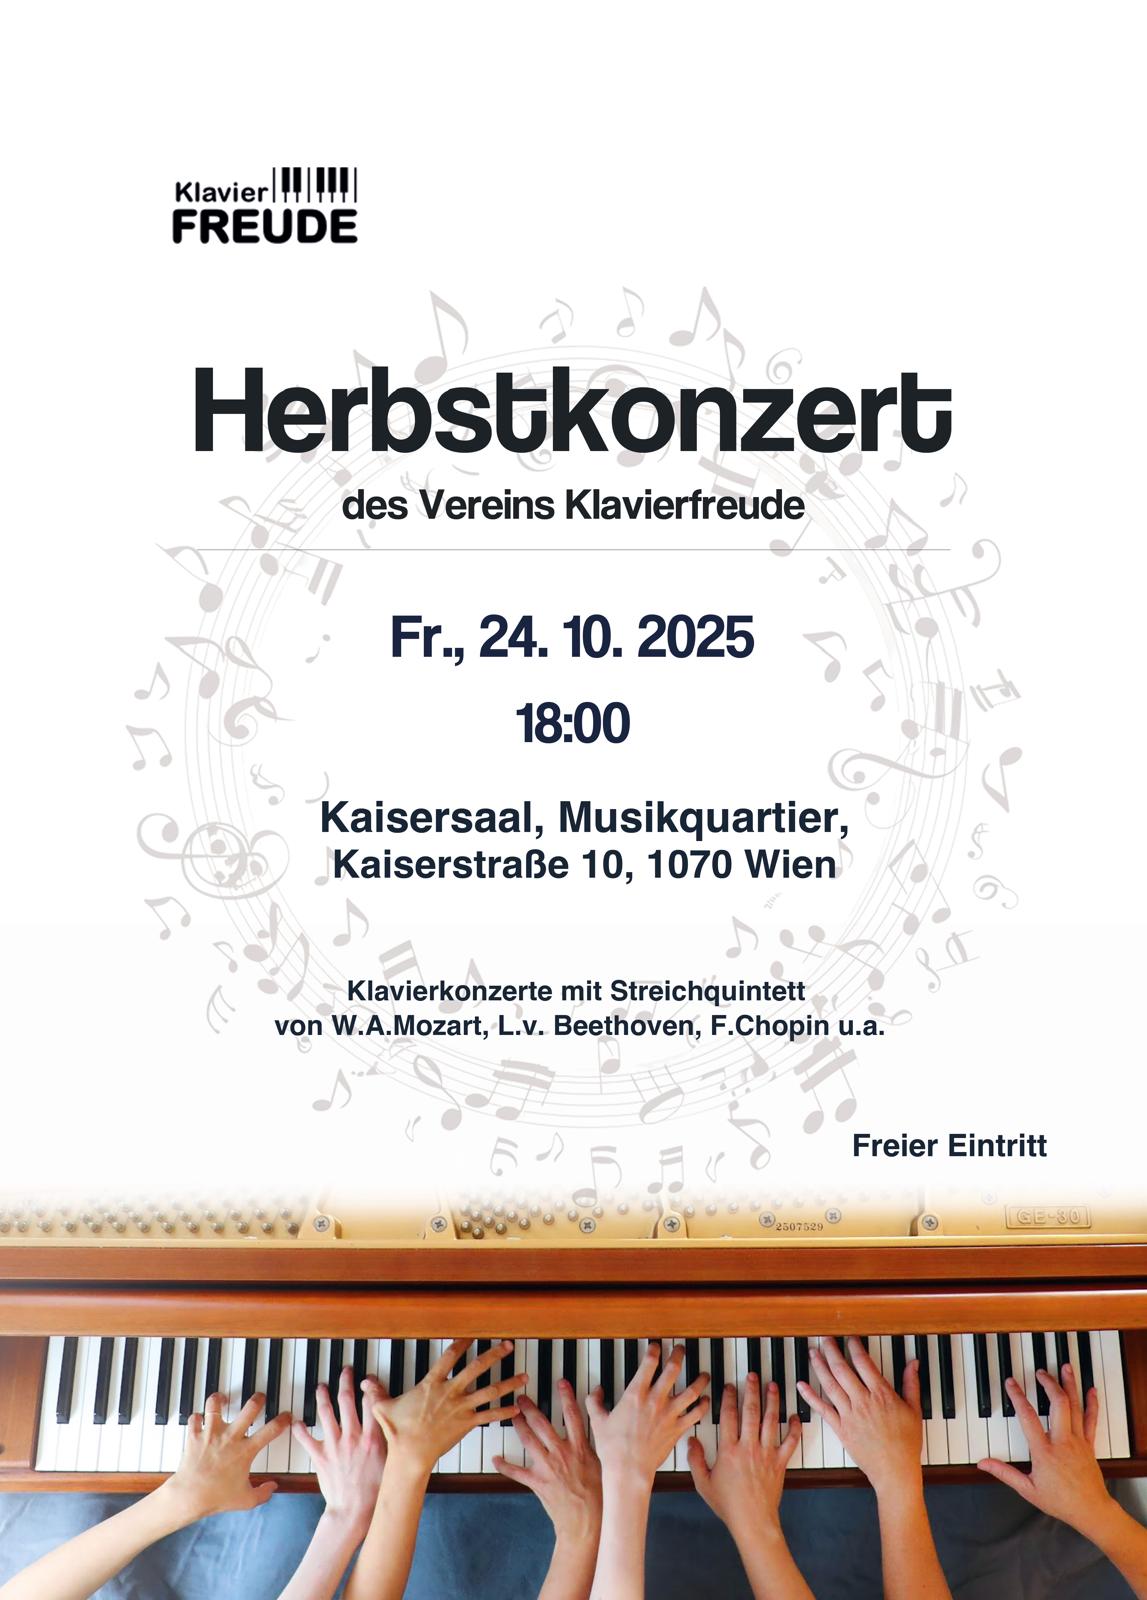 Klavier
FREUDE
Herbstkonzert
des Vereins Klavierfreude
Fr., 24. 10. 2025
18:00
Kaisersaal, Musikquartier,
Kaiserstraße 10, 1070 Wien
Klavierkonzerte mit Streichquintett
von W.A.Mozart, L.v. Beethoven, F.Chopin u.a.
Freier Eintritt
2507529
GE-30